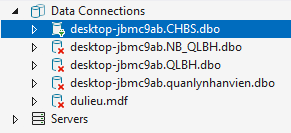 Data Connections
desktop-jbmc9ab.CHBS.dbo
desktop-jbmc9ab.NB_QLBH.dbo
desktop-jbmc9ab.QLBH.dbo
desktop-jbmc9ab.quanlynhanvien.dbo
dulieu.mdf
Servers